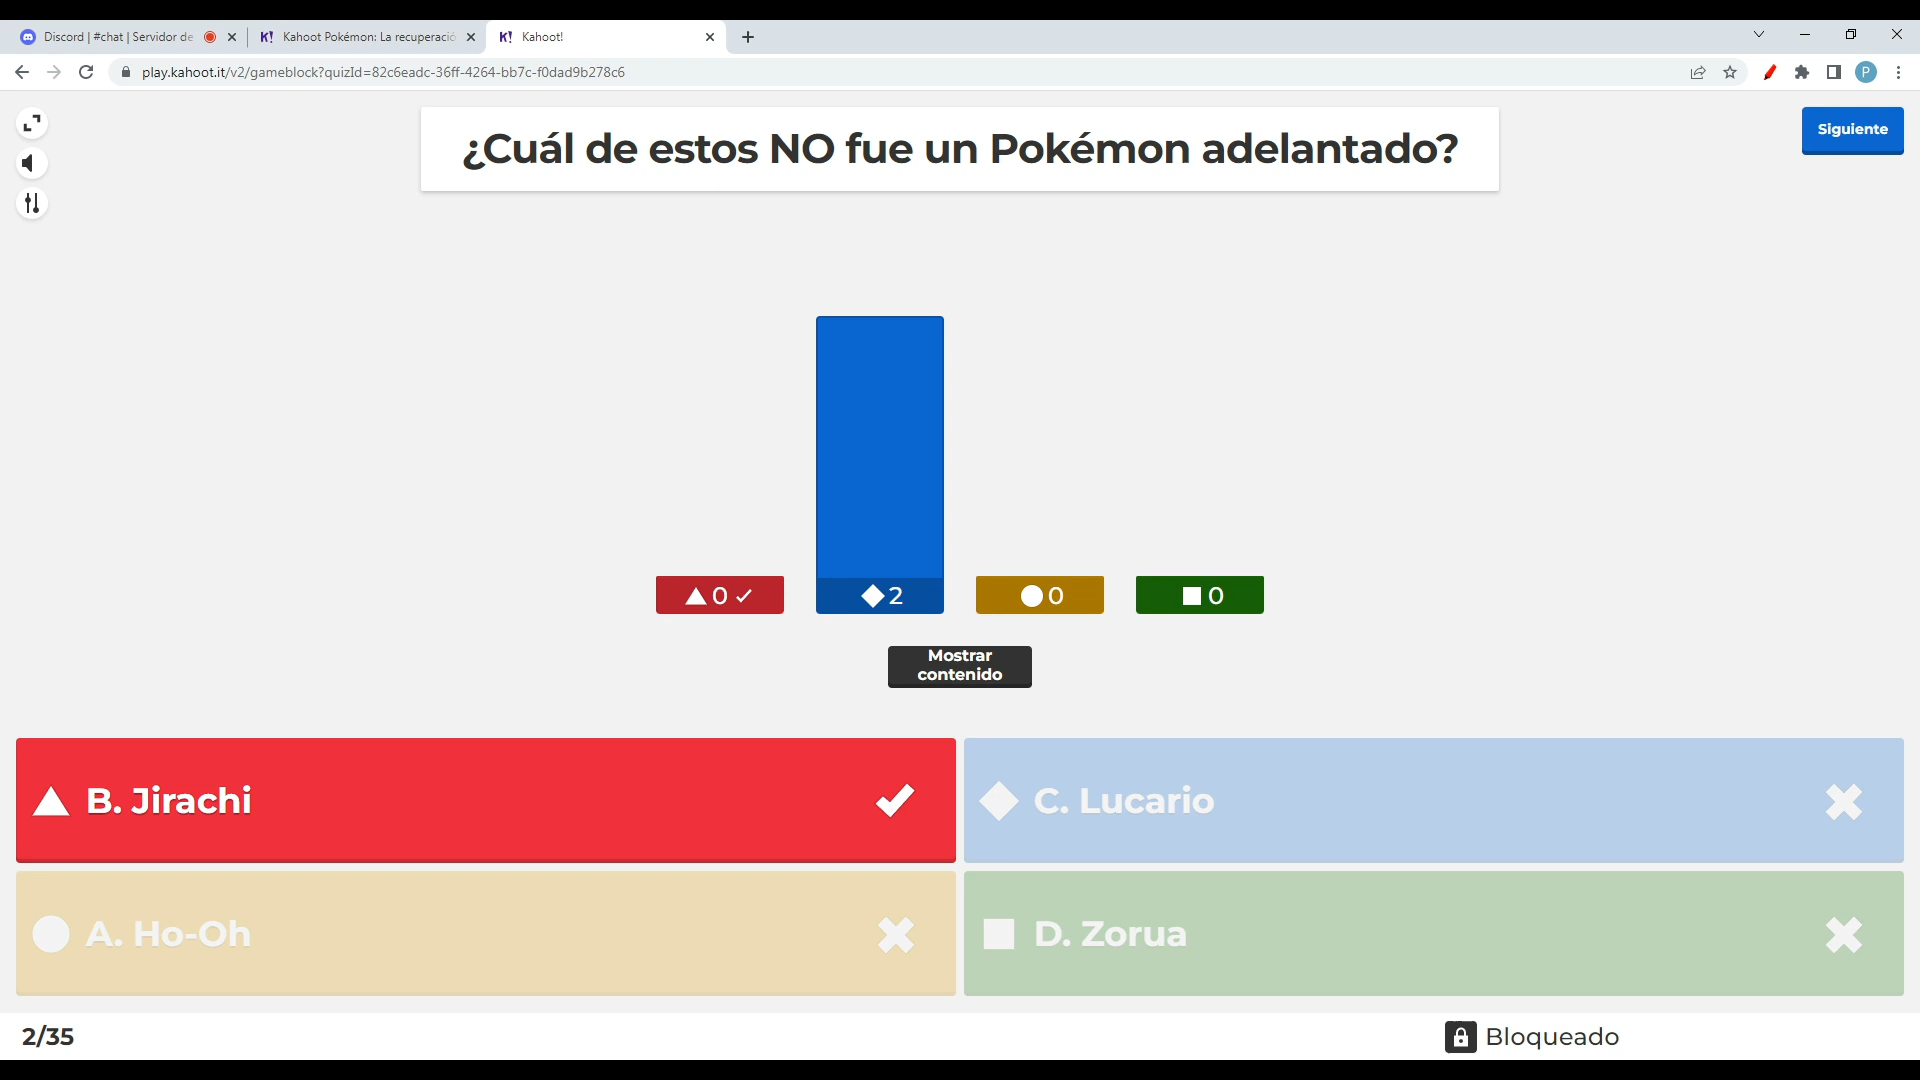 Discord | #chat | Servidor de
Kahoot Pokémon: La recuperació
Kahoot!
play.kahoot.it/v2/gameblock?quizId=82c6eadc-36ff-4264-bb7c-f0dad9b278c6
P
¿Cuál de estos NO fue un Pokémon adelantado?
Siguiente
0
2
0
0
Mostrar
contenido
B. Jirachi
C. Lucario
A. Ho-Oh
D. Zorua
2/35
Bloqueado